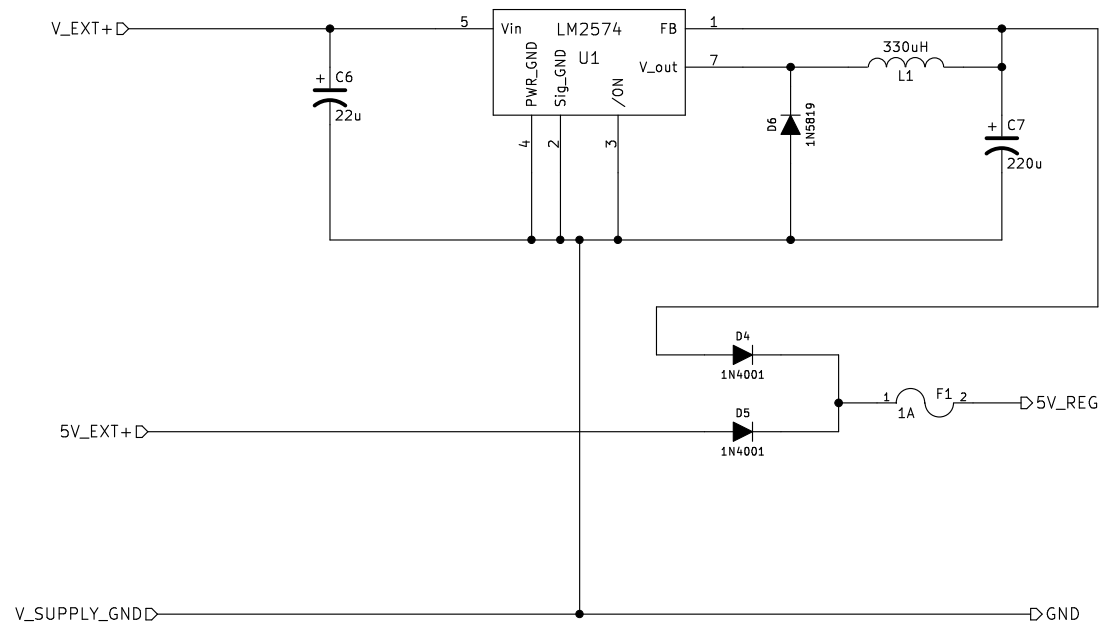 V_EXT+
5
Vin
LM2574
U1
FB
1
PWR_GND
Sig_GND
/ON
V_out
7
330uH
L1
+
C6
22u
D6
1N5819
+
C7
220u
4
2
3
D4
1N4001
1
F1
2
1A
5V_REG
5V_EXT+
D5
1N4001
V_SUPPLY_GND
GND